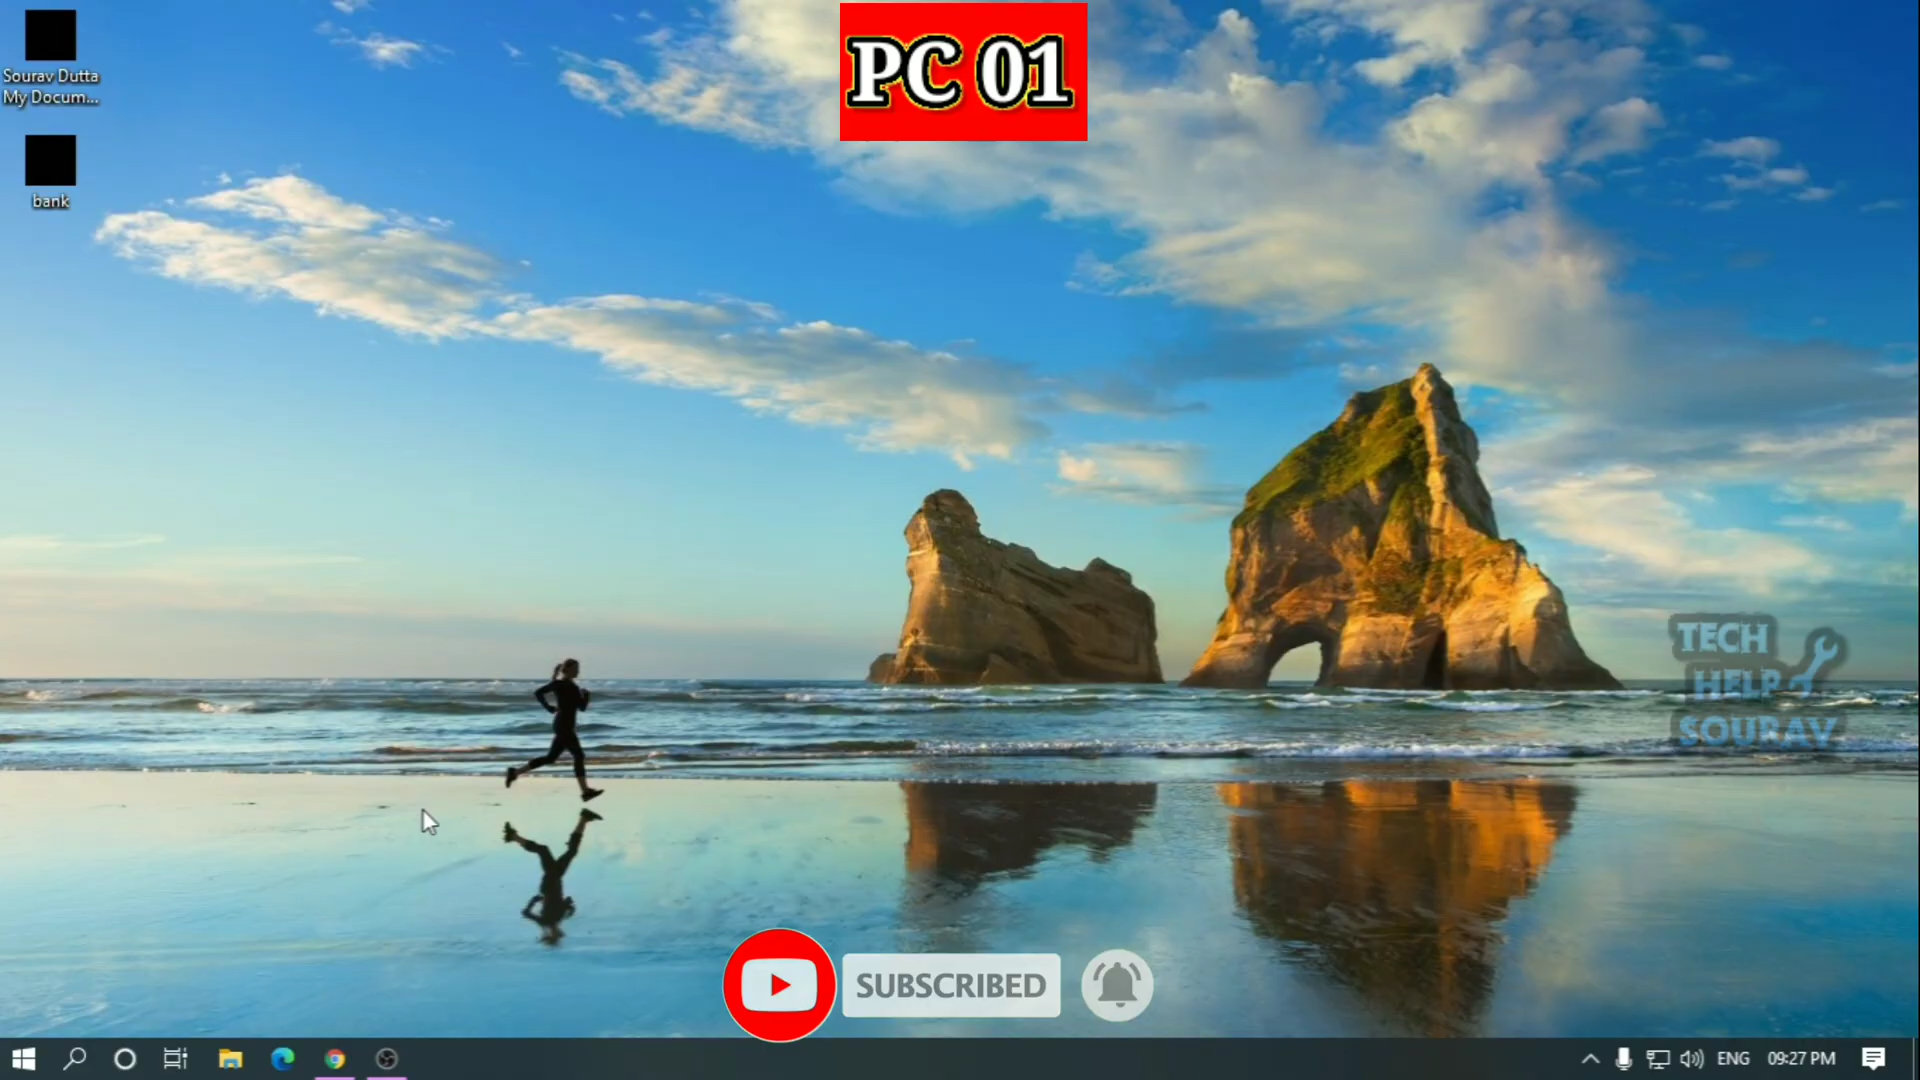 PC 01
Sourav Dutta
My Docum...
bank
TECH
HELP
SOURAV
SUBSCRIBED
ENG
09:27 PM